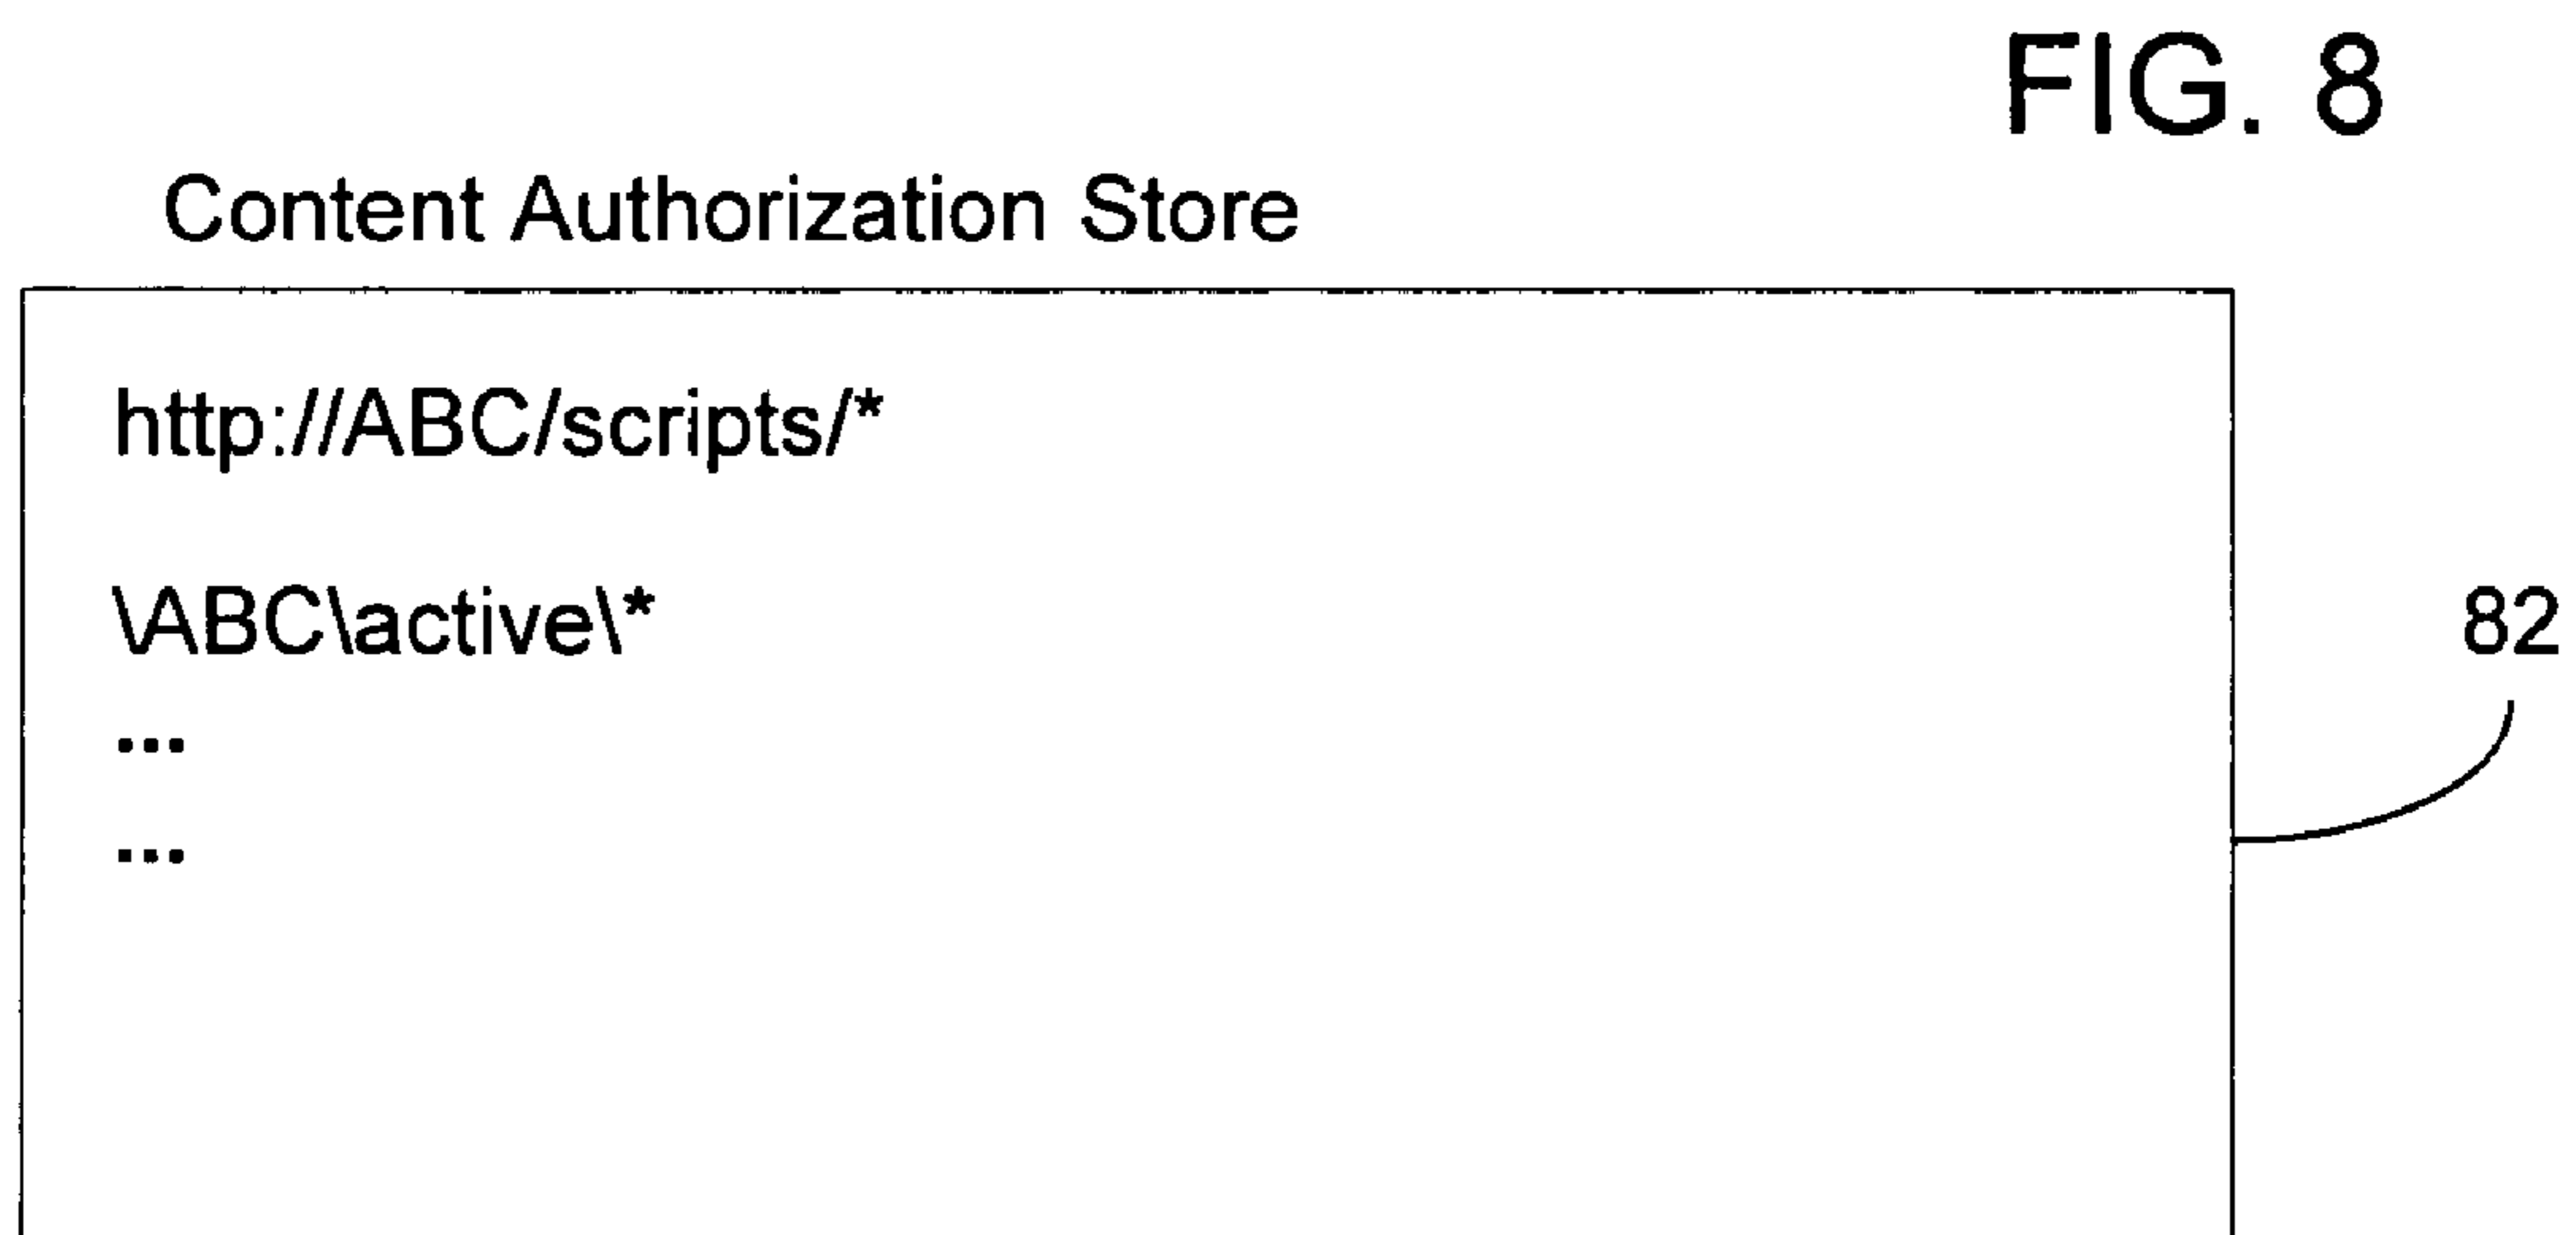 FIG. 8
Content Authorization Store
http://ABC/scripts/*
\ABC\active\*
82
...
...